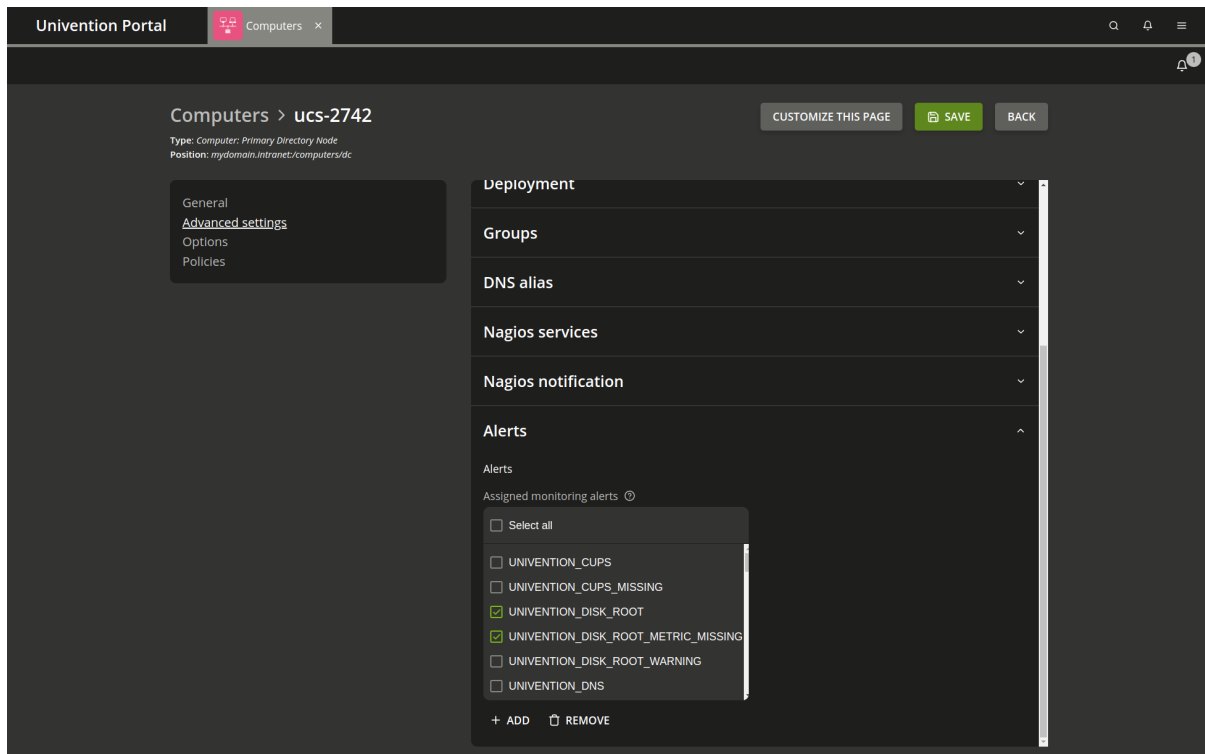 Univention Portal
Computers ×
1
Computers > ucs-2742
CUSTOMIZE THIS PAGE
SAVE
BACK
Type: Computer: Primary Directory Node
Position: mydomain.intranet:/computers/dc
General
Advanced settings
Options
Policies
Deployment
Groups
DNS alias
Nagios services
Nagios notification
Alerts
Alerts
Assigned monitoring alerts
Select all
UNIVENTION_CUPS
UNIVENTION_CUPS_MISSING
UNIVENTION_DISK_ROOT
UNIVENTION_DISK_ROOT_METRIC_MISSING
UNIVENTION_DISK_ROOT_WARNING
UNIVENTION_DNS
+ ADD
REMOVE